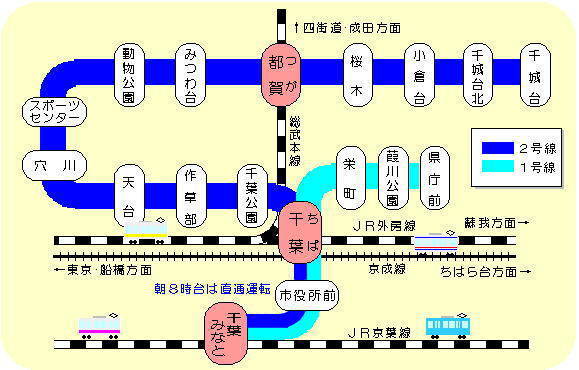 ↑四街道・成田方面
動物公園
みつわ台
都賀
つが
桜木
小倉台
千城台北
千城台
スポーツ
センター
総武本線
2号線
1号線
穴川
天台
作草部
千葉公園
栄町
葭川公園
県庁前
千葉
ちば
JR外房線
蘇我方面→
←東京・船橋方面
京成線
ちはら台方面→
朝8時台は直通運転
市役所前
千葉
みなと
JR京葉線